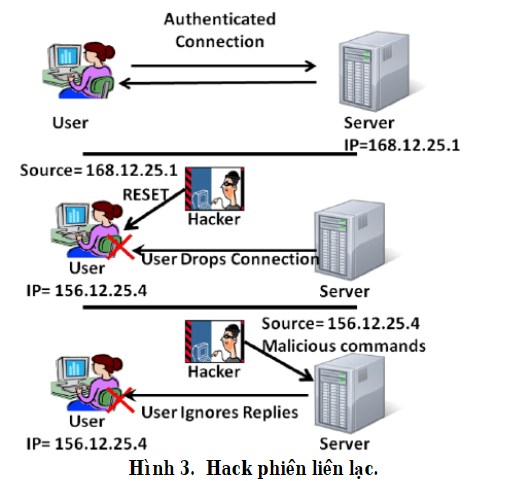 Authenticated
Connection
User
Server
IP=168.12.25.1
Source= 168.12.25.1
RESET
Hacker
User Drops Connection
User
IP= 156.12.25.4
Server
Source= 156.12.25.4
Malicious commands
Hacker
User Ignores Replies
User
IP= 156.12.25.4
Server
Hình 3. Hack phiên liên lạc.